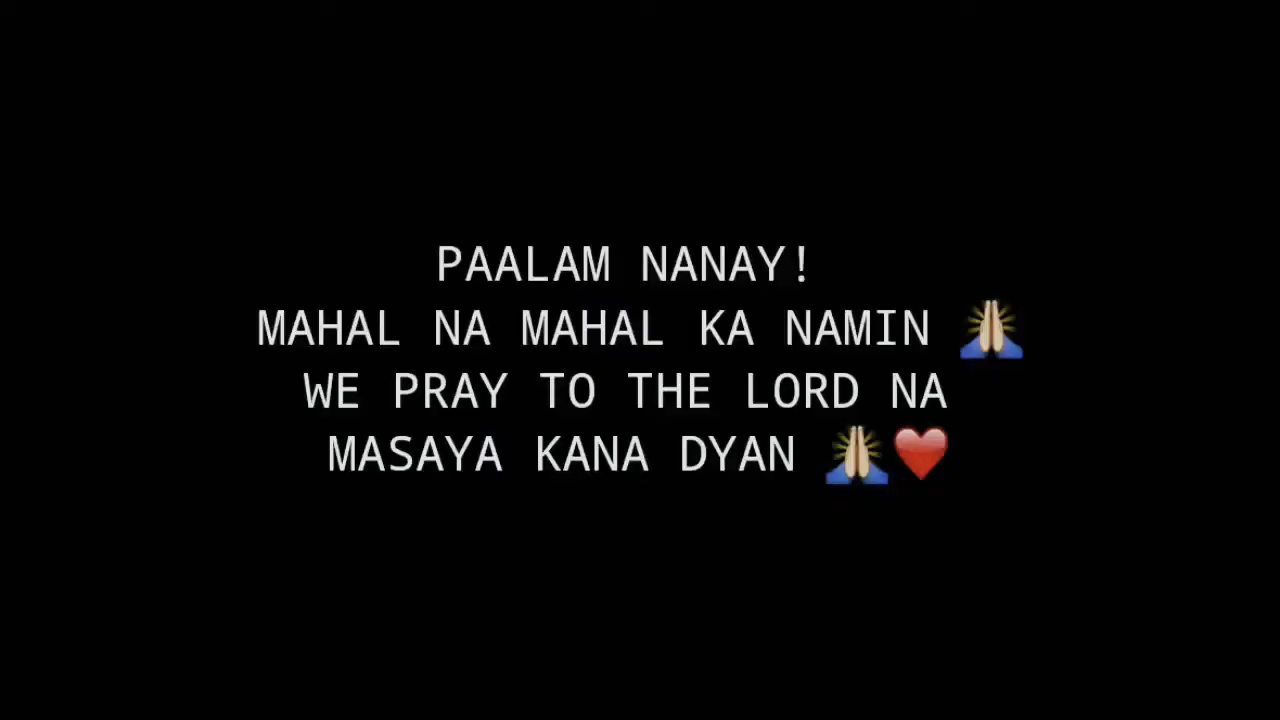 PAALAM NANAY!
MAHAL NA MAHAL KA NAMIN 🙏
WE PRAY TO THE LORD NA
MASAYA KANA DYAN 🙏❤️